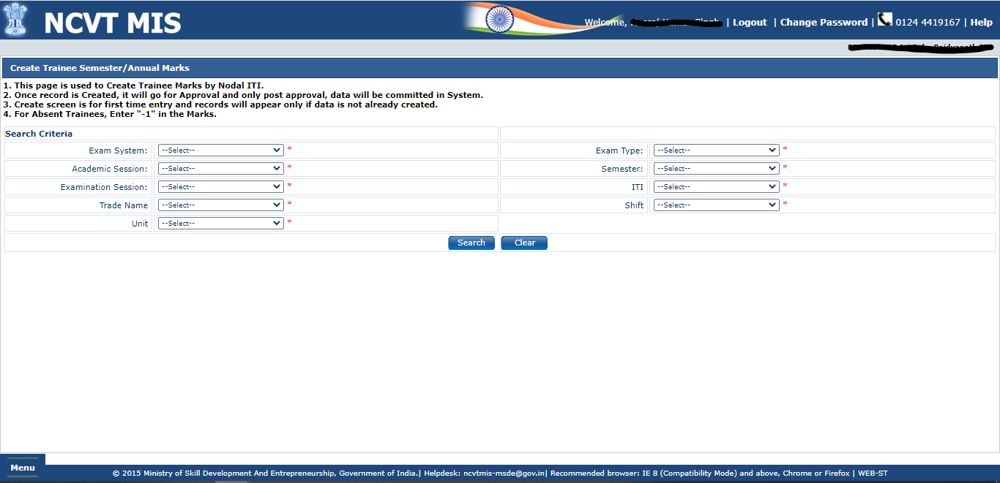 NCVT MIS
Welcome, | Logout | Change Password | 0124 4419167 | Help
Create Trainee Semester/Annual Marks
1. This page is used to Create Trainee Marks by Nodal ITI.
2. Once record is Created, it will go for Approval and only post approval, data will be committed in System.
3. Create screen is for first time entry and records will appear only if data is not already created.
4. For Absent Trainees, Enter "-1" in the Marks.
Search Criteria
Exam System: --Select-- * Exam Type: --Select-- *
Academic Session: --Select-- * Semester: --Select-- *
Examination Session: --Select-- * ITI --Select-- *
Trade Name --Select-- * Shift --Select-- *
Unit --Select-- *
Search Clear
Menu
© 2015 Ministry of Skill Development And Entrepreneurship, Government of India.| Helpdesk: ncvtmis-msde@gov.in| Recommended browser: IE 8 (Compatibility Mode) and above, Chrome or Firefox | WEB-ST